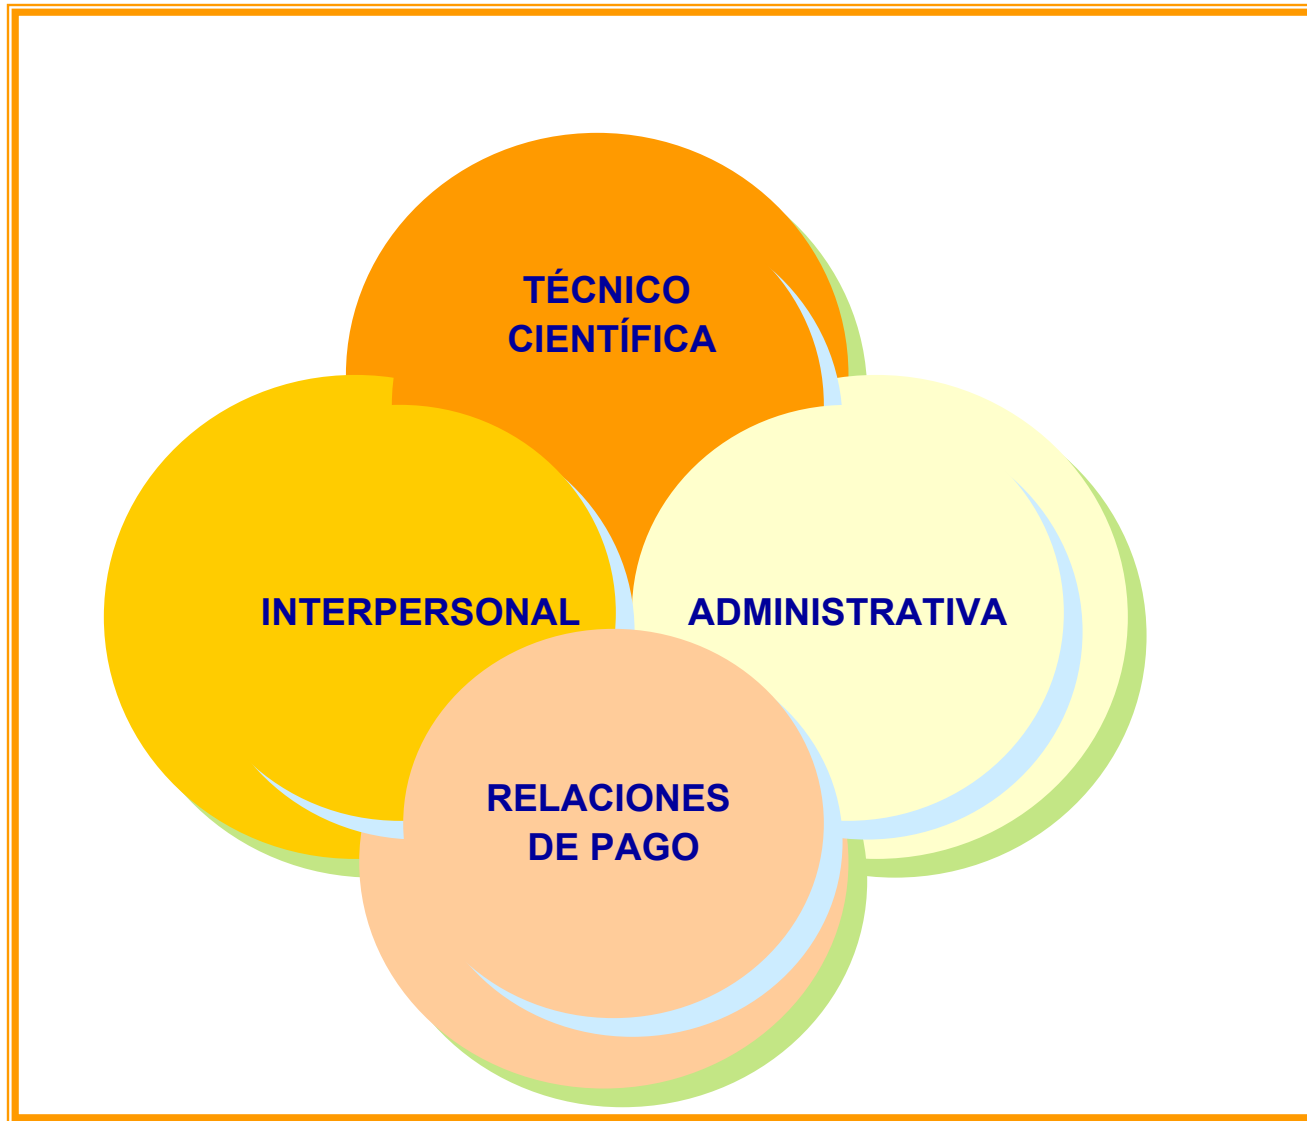 TÉCNICO
CIENTÍFICA
INTERPERSONAL
ADMINISTRATIVA
RELACIONES
DE PAGO